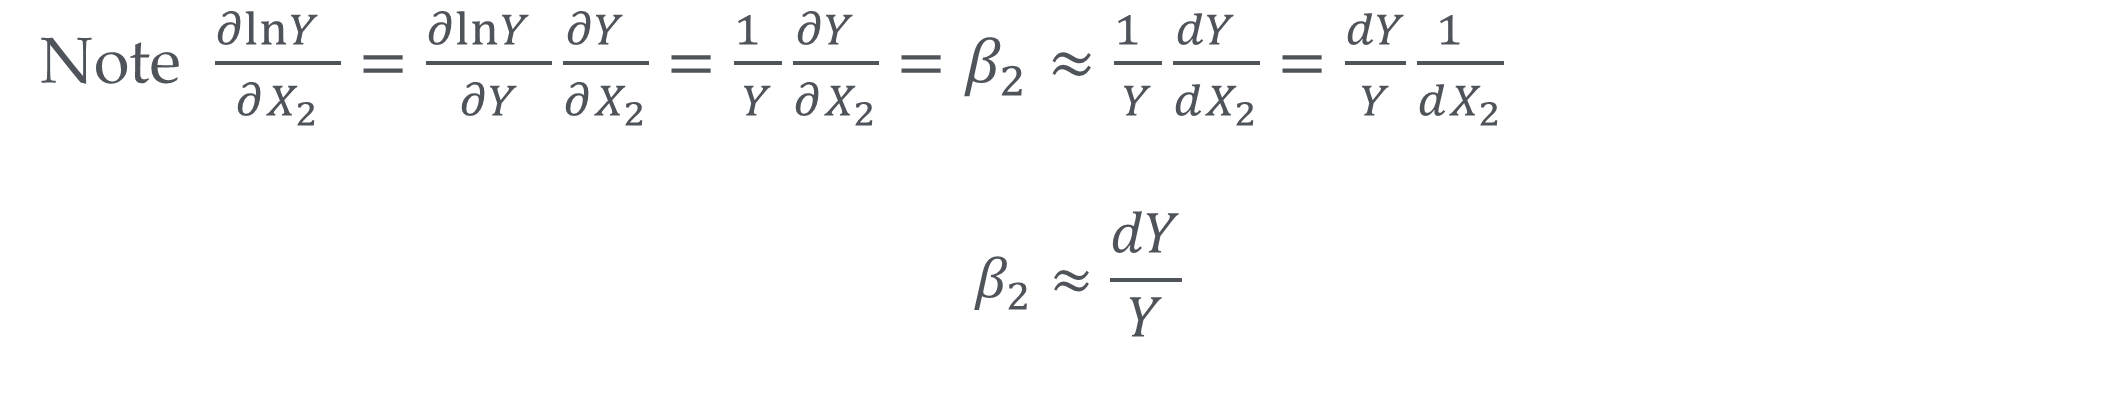 Note ∂lnY/∂X₂ = ∂lnY/∂Y ∂Y/∂X₂ = 1/Y ∂Y/∂X₂ = β₂ ≈ 1/Y dY/dX₂ = dY/Y 1/dX₂
β₂ ≈ dY/Y